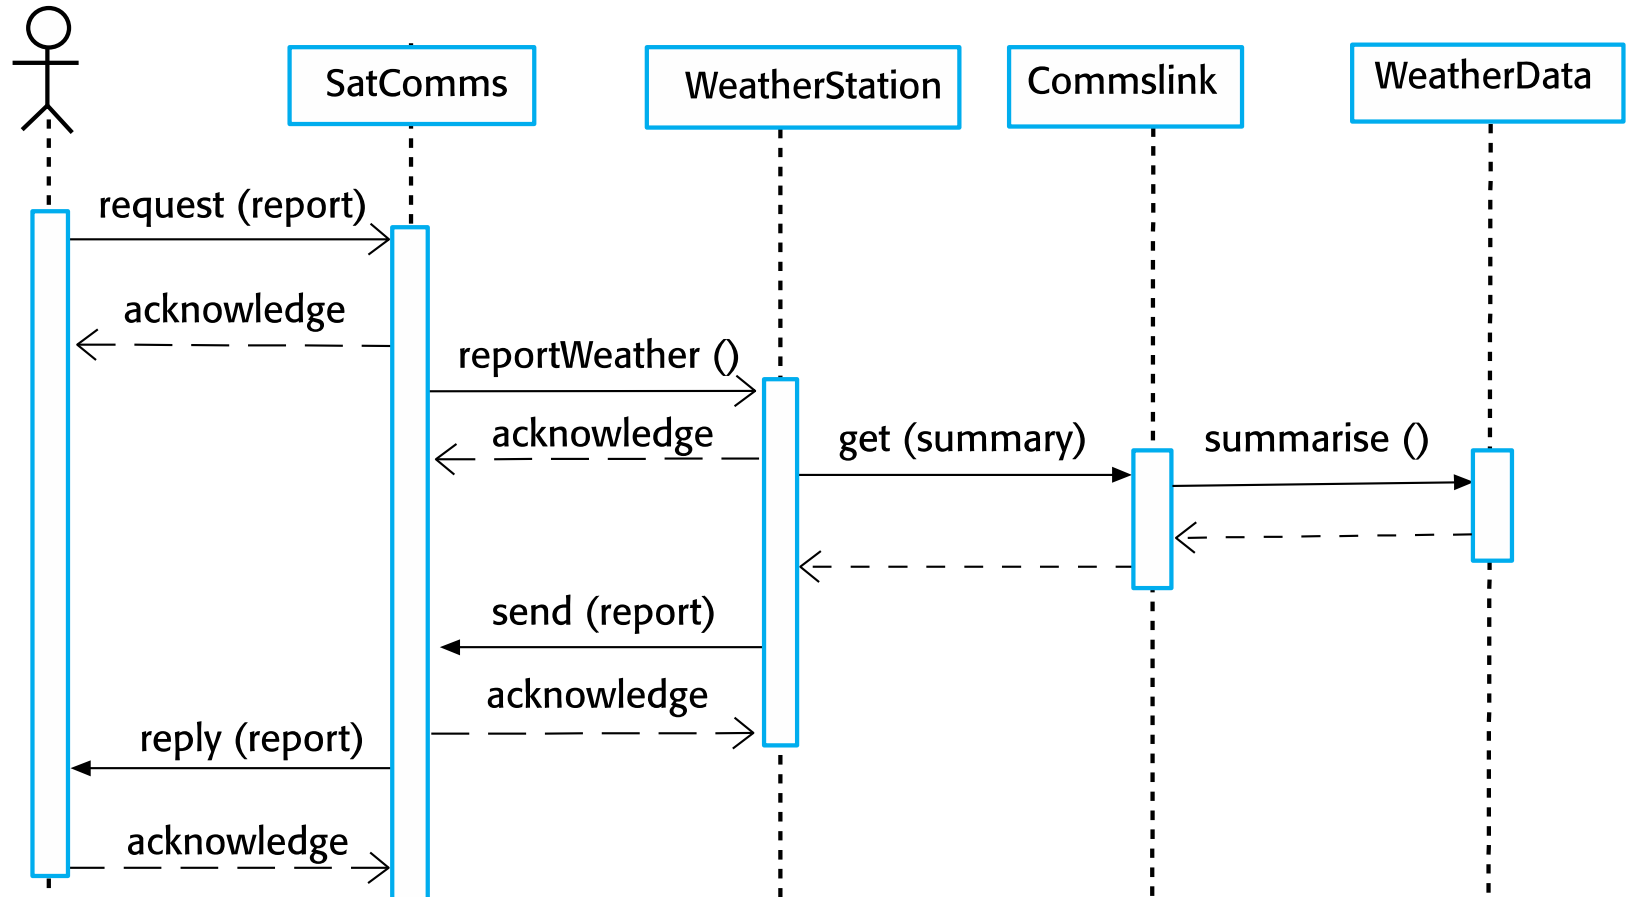 SatComms
WeatherStation
Commslink
WeatherData
request (report)
acknowledge
reportWeather ()
acknowledge
get (summary)
summarise ()
send (report)
acknowledge
reply (report)
acknowledge